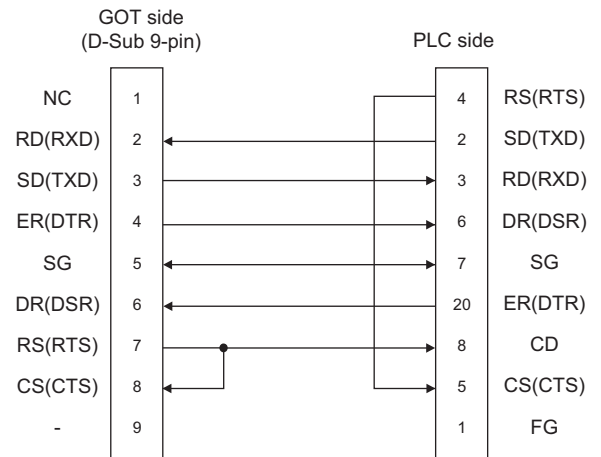 GOT side
(D-Sub 9-pin) PLC side
NC 1 4 RS(RTS)
RD(RXD) 2 2 SD(TXD)
SD(TXD) 3 3 RD(RXD)
ER(DTR) 4 6 DR(DSR)
SG 5 7 SG
DR(DSR) 6 20 ER(DTR)
RS(RTS) 7 8 CD
CS(CTS) 8 5 CS(CTS)
- 9 1 FG